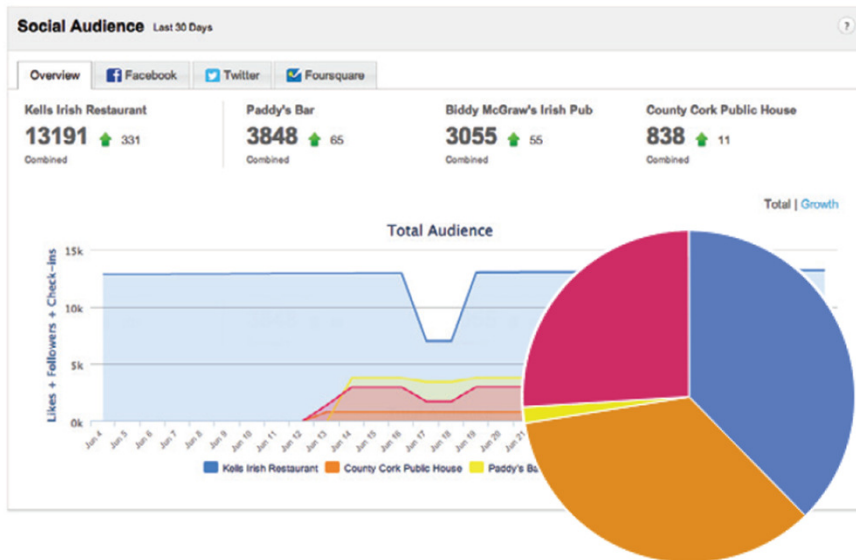 Social Audience Last 30 Days
?
Overview Facebook Twitter Foursquare
Kells Irish Restaurant Paddy's Bar Biddy McGraw's Irish Pub County Cork Public House
13191 331 3848 65 3055 55 838 11
Combined Combined Combined Combined
Total | Growth
Total Audience
Likes + Followers + Check-ins
15k
10k
5k
0k
Jun 4 Jun 5 Jun 6 Jun 7 Jun 8 Jun 9 Jun 10 Jun 11 Jun 12 Jun 13 Jun 14 Jun 15 Jun 16 Jun 17 Jun 18 Jun 19 Jun 20 Jun 21
Kells Irish Restaurant County Cork Public House Paddy's Ba